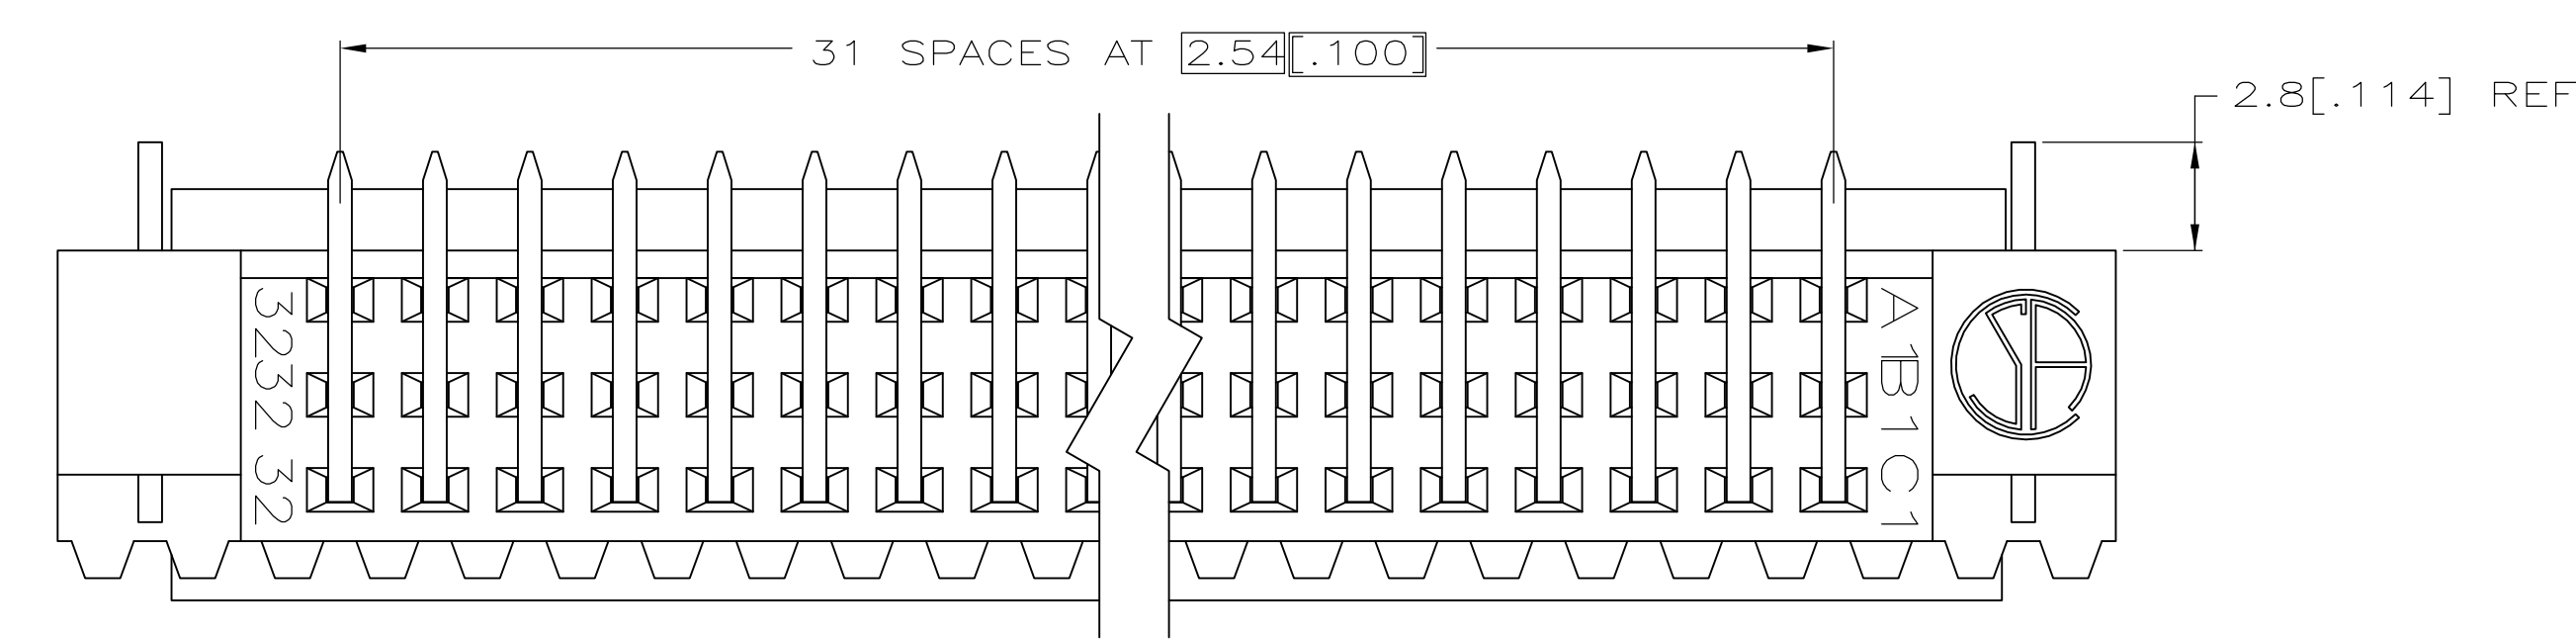 31 SPACES AT 2.54[.100]
2.8[.114] REF
32
32
32
A1
B1
C1